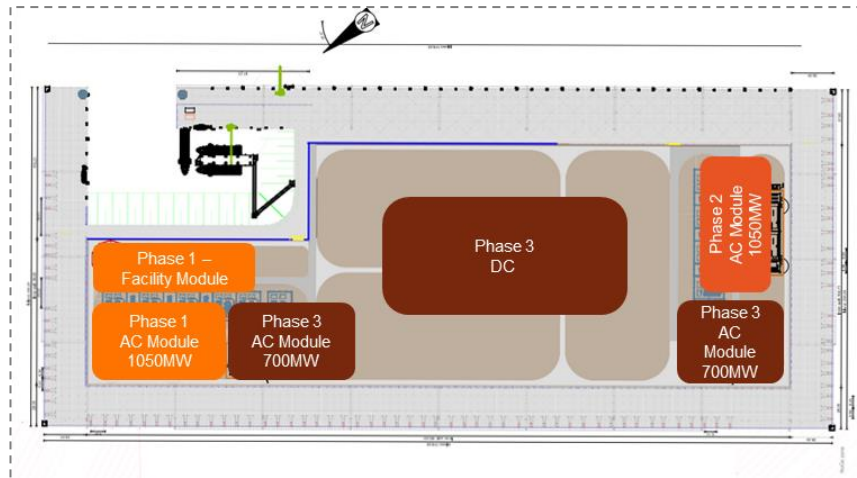 Phase 1 –
Facility Module
Phase 1
AC Module
1050MW
Phase 3
AC Module
700MW
Phase 3
DC
Phase 2
AC Module
1050MW
Phase 3
AC
Module
700MW